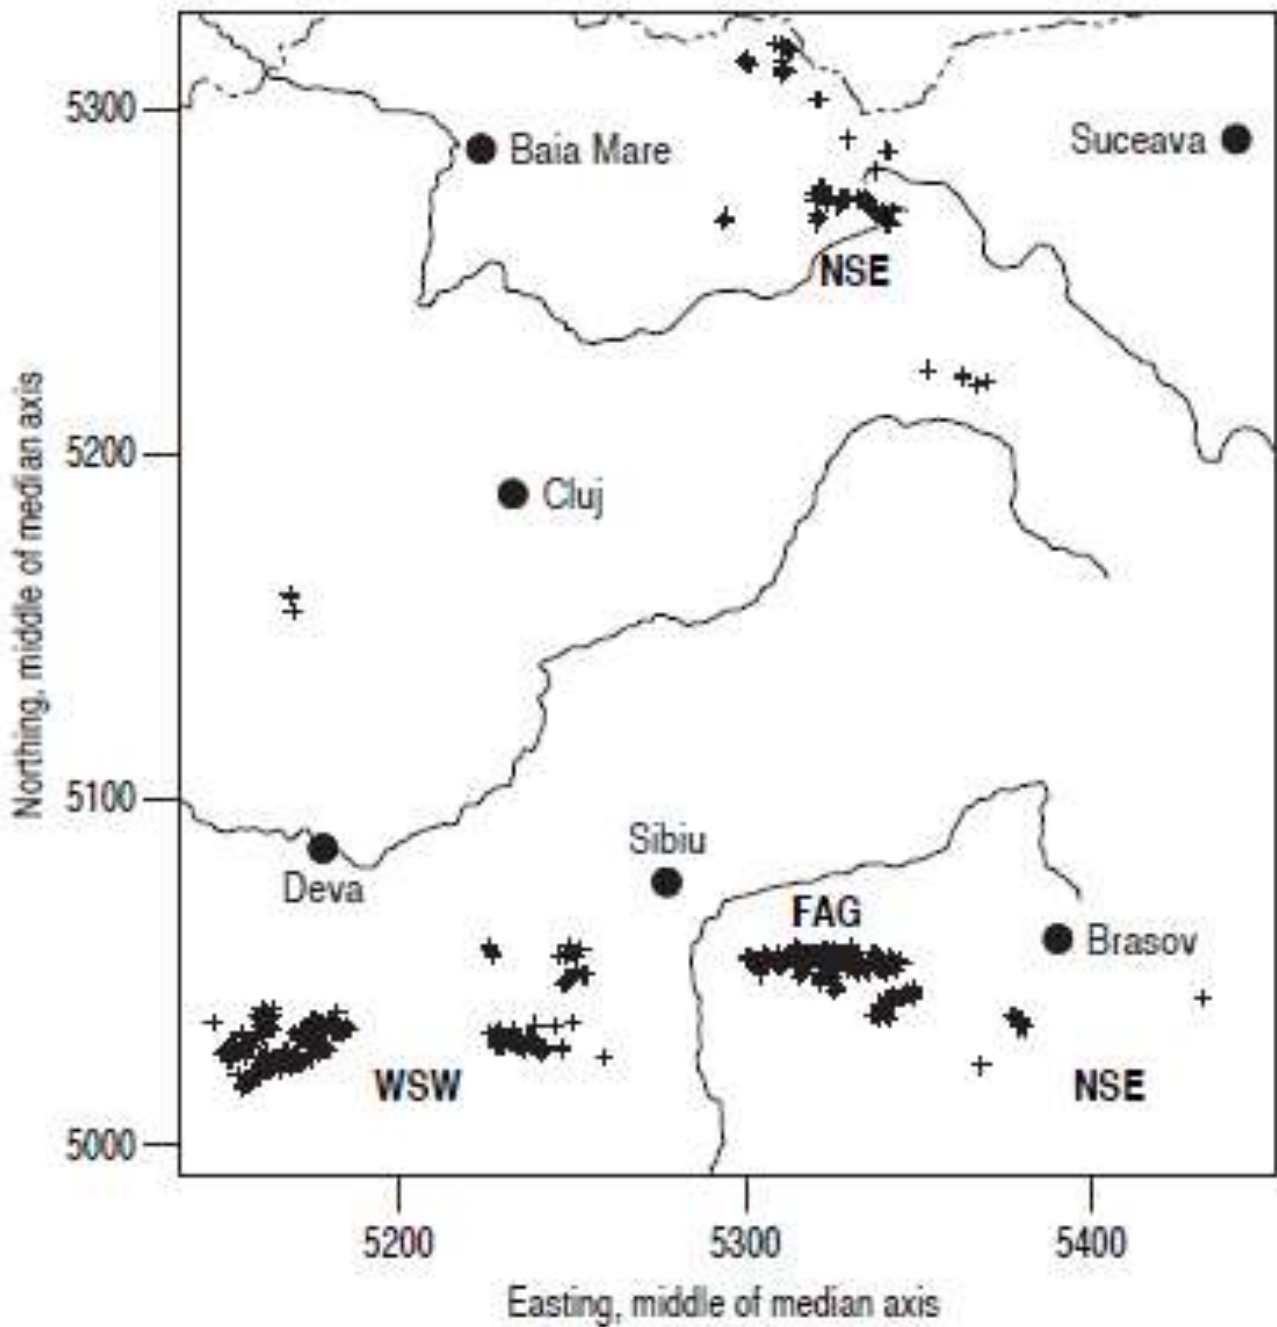 5300
Baia Mare
Suceava
NSE
5200
Cluj
Northing, middle of median axis
5100
Sibiu
Deva
FAG
Brasov
WSW
NSE
5000
5200
5300
5400
Easting, middle of median axis